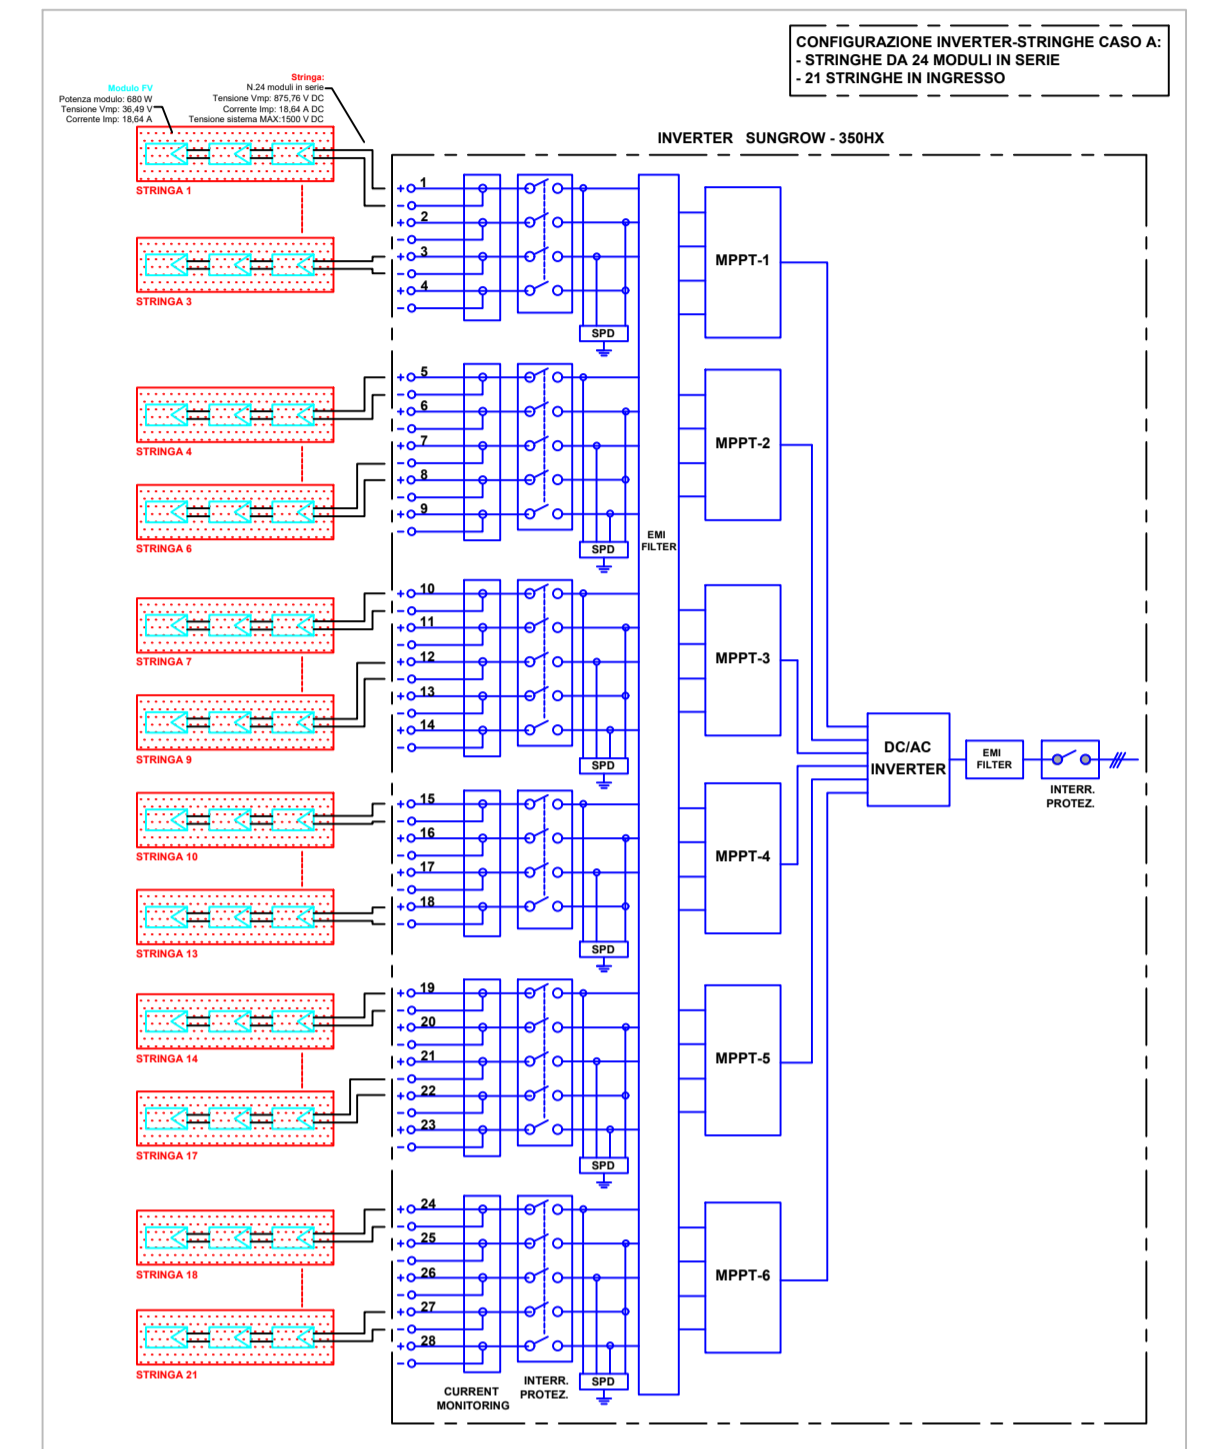 CONFIGURAZIONE INVERTER-STRINGHE CASO A:
- STRINGHE DA 24 MODULI IN SERIE
- 21 STRINGHE IN INGRESSO
Modulo FV
Potenza modulo: 680 W
Tensione Vmp: 36,49 V
Corrente Imp: 18,64 A
Stringa:
N.24 moduli in serie
Tensione Vmp: 875,76 V DC
Corrente Imp: 18,64 A DC
Tensione sistema MAX:1500 V DC
INVERTER SUNGROW - 350HX
STRINGA 1
STRINGA 3
+ 1
-
+ 2
-
+ 3
-
+ 4
-
SPD
MPPT-1
STRINGA 4
STRINGA 6
+ 5
-
+ 6
-
+ 7
-
+ 8
-
+ 9
-
SPD
EMI
FILTER
MPPT-2
STRINGA 7
STRINGA 9
+ 10
-
+ 11
-
+ 12
-
+ 13
-
+ 14
-
SPD
MPPT-3
DC/AC
INVERTER
EMI
FILTER
INTERR.
PROTEZ.
STRINGA 10
STRINGA 13
+ 15
-
+ 16
-
+ 17
-
+ 18
-
SPD
MPPT-4
STRINGA 14
STRINGA 17
+ 19
-
+ 20
-
+ 21
-
+ 22
-
+ 23
-
SPD
MPPT-5
STRINGA 18
STRINGA 21
+ 24
-
+ 25
-
+ 26
-
+ 27
-
+ 28
-
SPD
MPPT-6
CURRENT
MONITORING
INTERR.
PROTEZ.